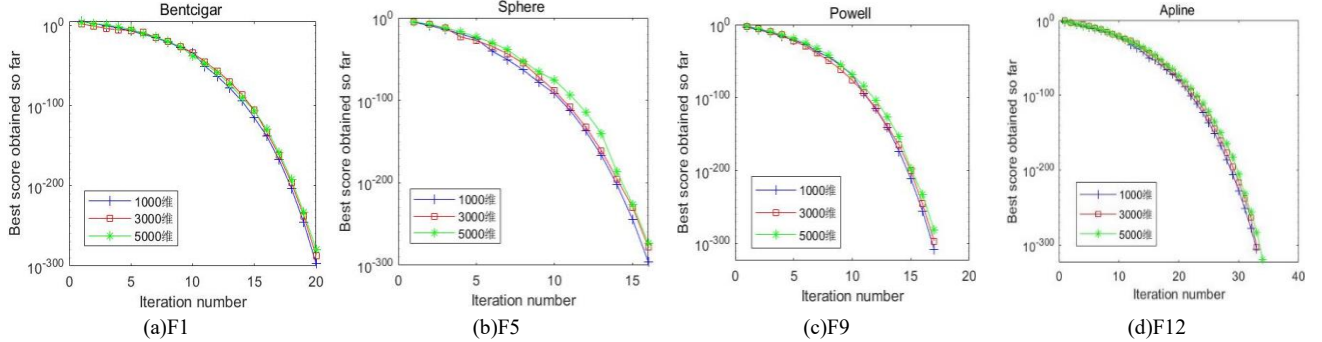 Bentcigar
Best score obtained so far
10^0
10^-100
10^-200
10^-300
1000维
3000维
5000维
0 5 10 15 20
Iteration number
(a)F1
Sphere
Best score obtained so far
10^0
10^-100
10^-200
10^-300
1000维
3000维
5000维
0 5 10 15
Iteration number
(b)F5
Powell
Best score obtained so far
10^0
10^-100
10^-200
10^-300
1000维
3000维
5000维
0 5 10 15 20
Iteration number
(c)F9
Apline
Best score obtained so far
10^0
10^-100
10^-200
10^-300
1000维
3000维
5000维
0 10 20 30 40
Iteration number
(d)F12